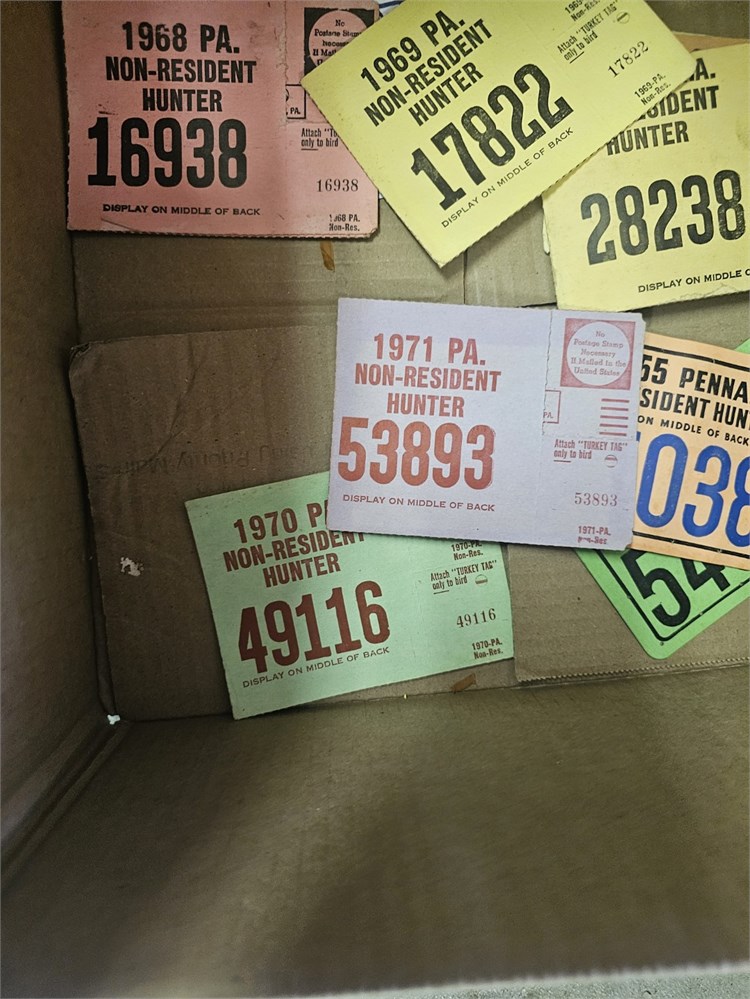 1968 PA.
NON-RESIDENT
HUNTER
16938
DISPLAY ON MIDDLE OF BACK
No
Postage Stamp
PA.
Attach
only to bird
16938
1968 PA.
Non-Res.
1969 PA.
NON-RESIDENT
HUNTER
17822
DISPLAY ON MIDDLE OF BACK
Non-Res.
Attach "TURKEY TAG"
only to bird
17822
1969-PA.
Non-Res.
A.
SIDENT
HUNTER
28238
DISPLAY ON MIDDLE O
1971 PA.
NON-RESIDENT
HUNTER
53893
DISPLAY ON MIDDLE OF BACK
No
Postage Stamp
Necessary
If Mailed in the
United States
PA.
Attach "TURKEY TAG"
only to bird
53893
1971-PA.
Non-Res.
55 PENNA
SIDENT HUN
ON MIDDLE OF BACK
038
54
1970 P
NON-RESIDENT
HUNTER
49116
DISPLAY ON MIDDLE OF BACK
1970-PA.
Non-Res.
Attach "TURKEY TAG"
only to bird
49116
1970-PA.
Non-Res.